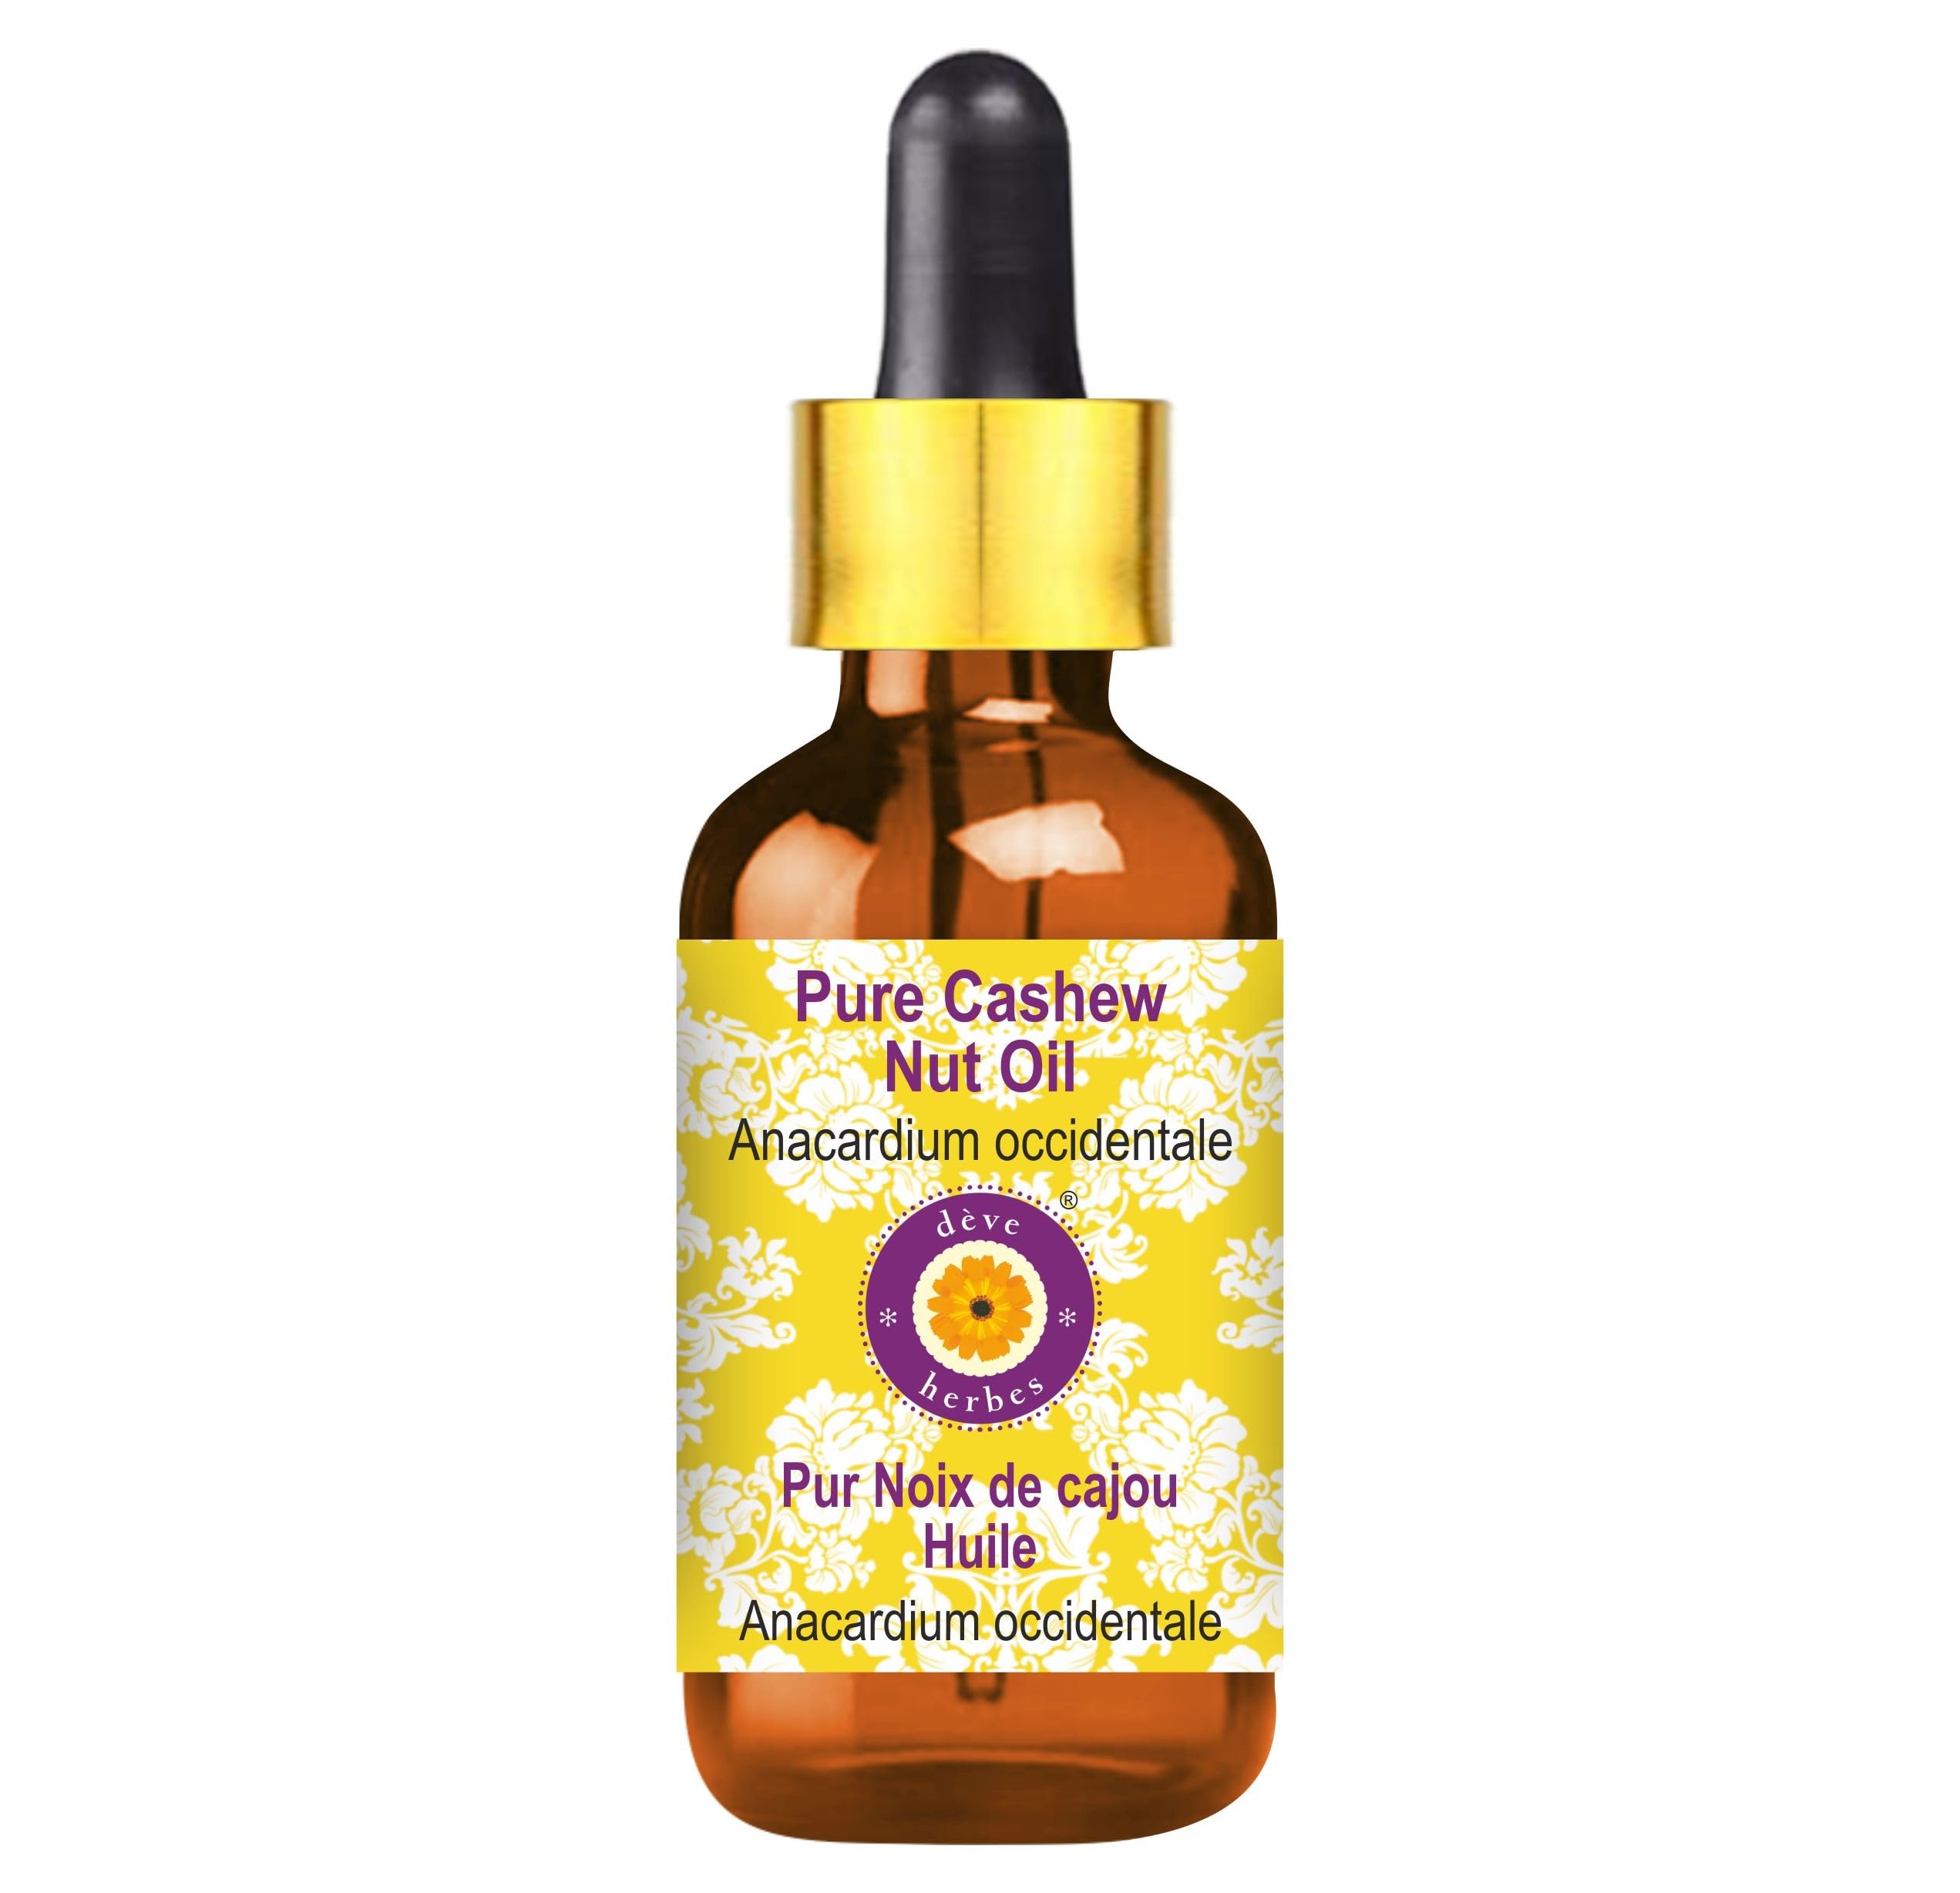 Pure Cashew
Nut Oil
Anacardium occidentale
®
dève
* *
herbes
Pur Noix de cajou
Huile
Anacardium occidentale